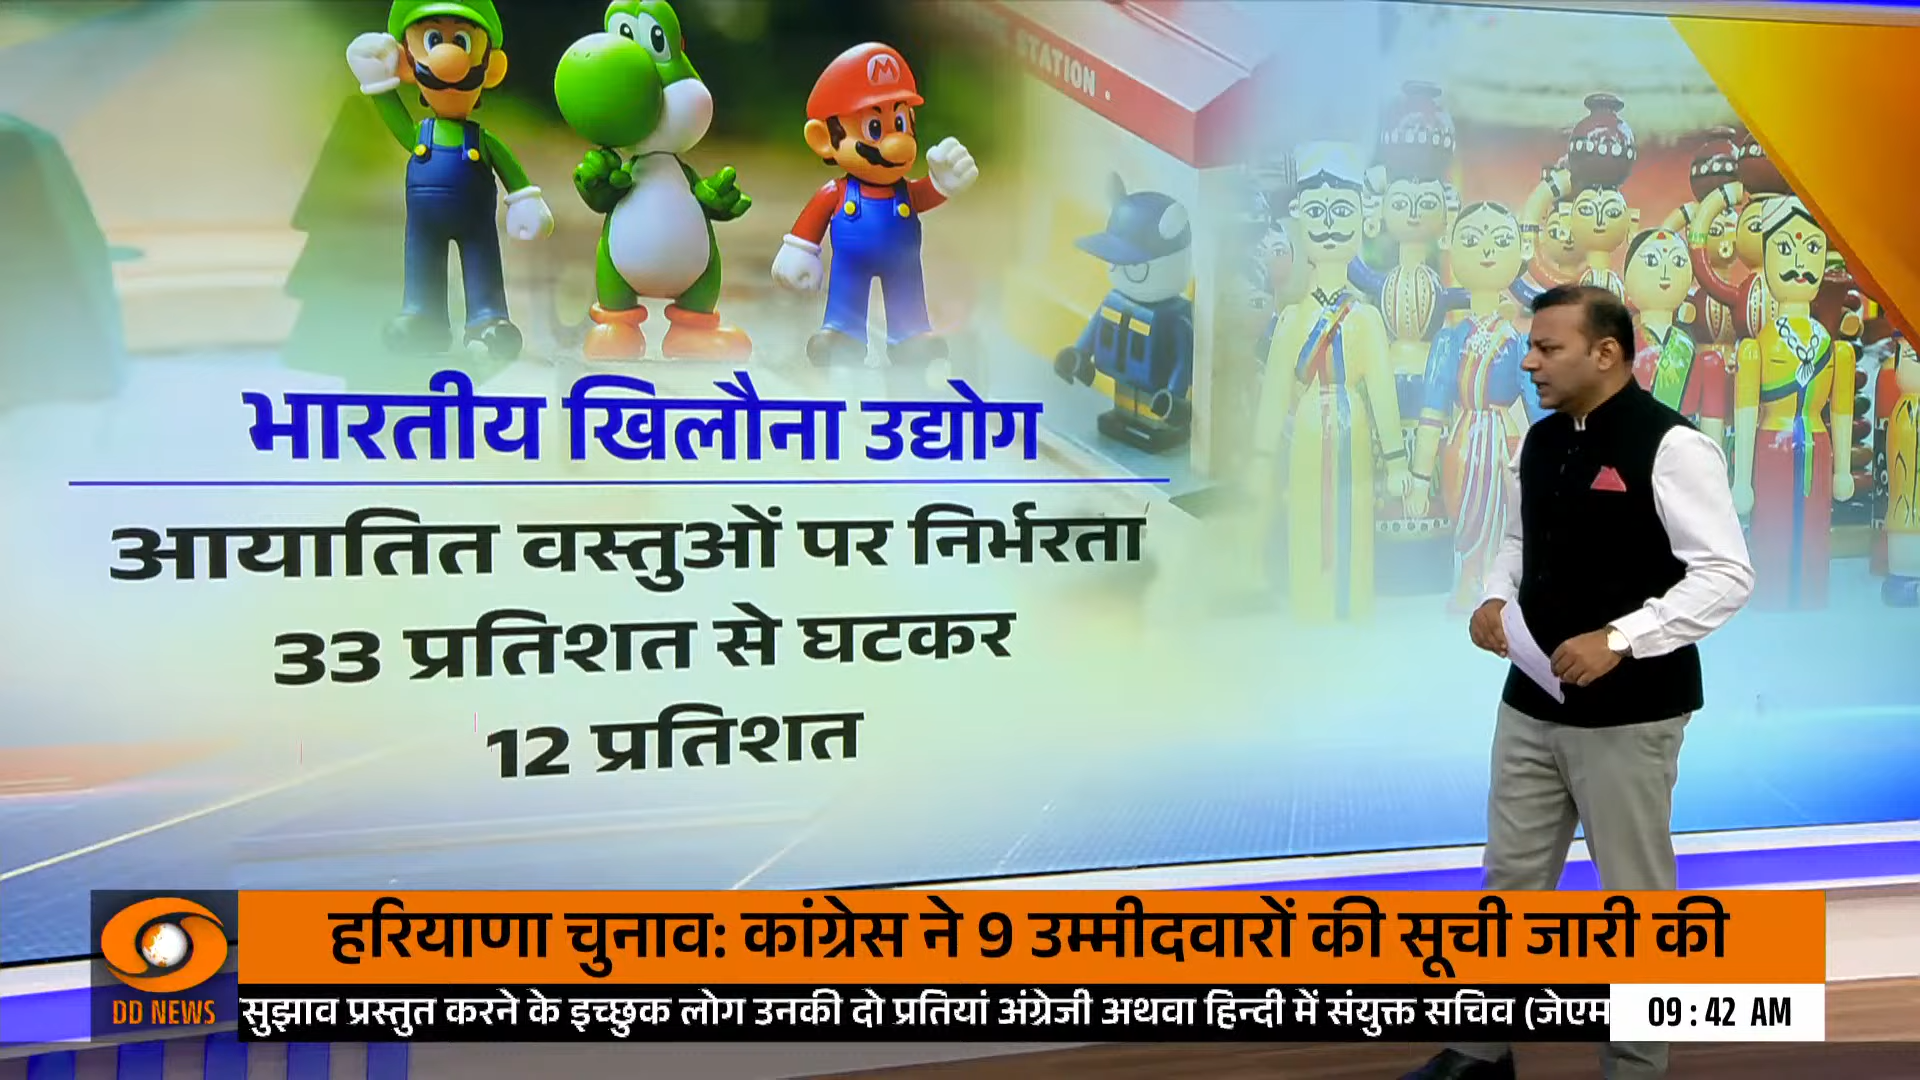 STATION
M
भारतीय खिलौना उद्योग
आयातित वस्तुओं पर निर्भरता
33 प्रतिशत से घटकर
12 प्रतिशत
हरियाणा चुनाव: कांग्रेस ने 9 उम्मीदवारों की सूची जारी की
DD NEWS
सुझाव प्रस्तुत करने के इच्छुक लोग उनकी दो प्रतियां अंग्रेजी अथवा हिन्दी में संयुक्त सचिव (जेएम
09:42 AM